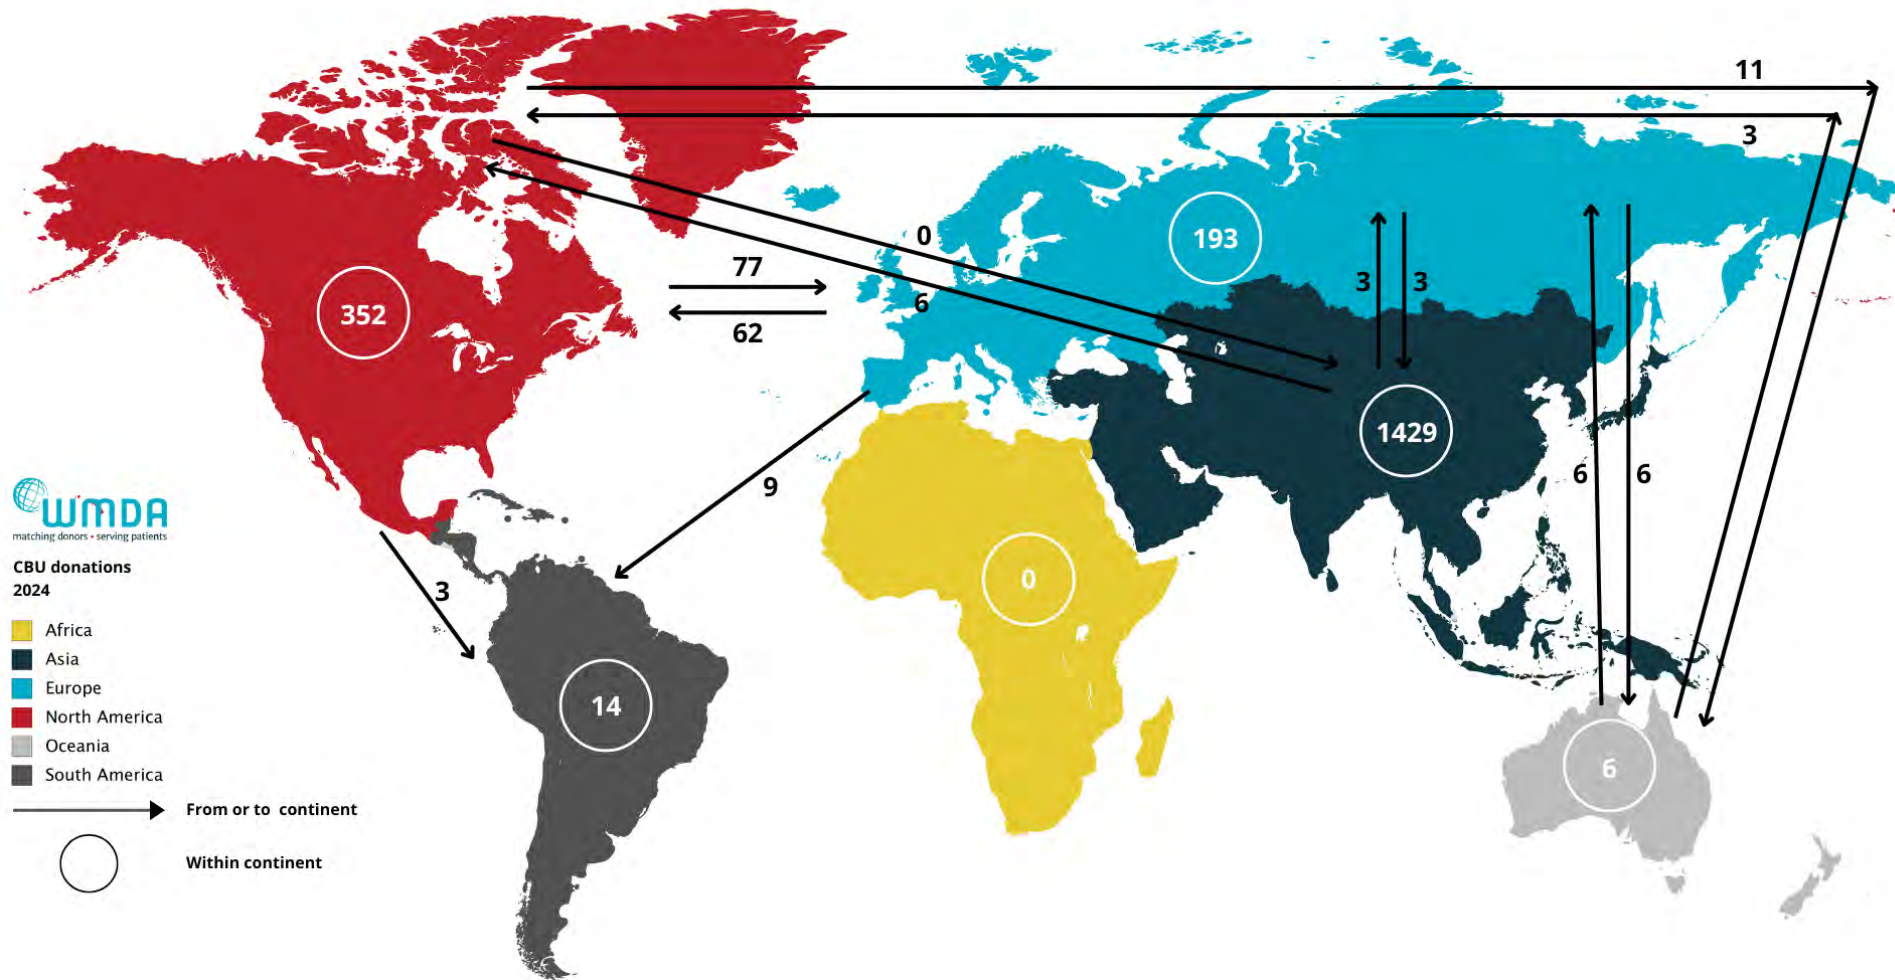 11
3
0
193
77
3
3
6
352
62
1429
6
6
9
WMDA
matching donors • serving patients
CBU donations
2024
0
3
Africa
Asia
Europe
North America
14
Oceania
6
South America
From or to continent
Within continent